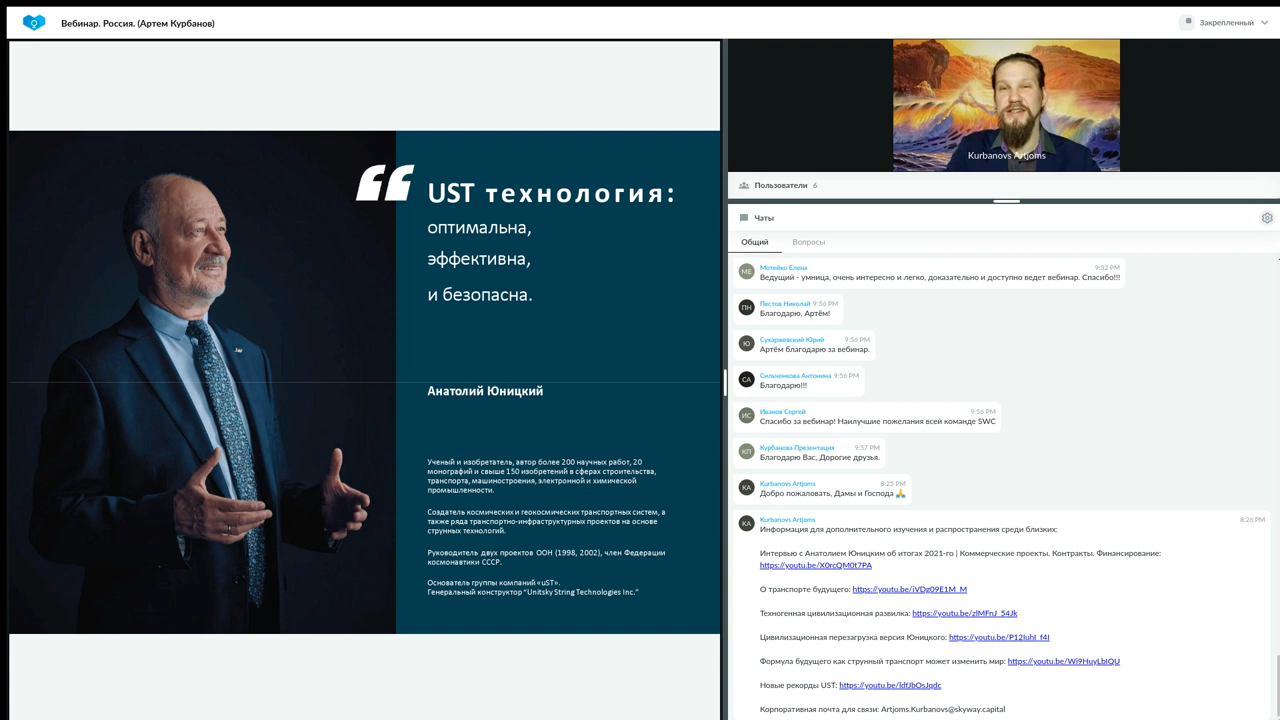 Вебинар. Россия. (Артем Курбанов)
Закрепленный
“
UST технология:
оптимальна,
эффективна,
и безопасна.
Анатолий Юницкий
Ученый и изобретатель, автор более 200 научных работ, 20
монографий и свыше 150 изобретений в сферах строительства,
транспорта, машиностроения, электронной и химической
промышленности.
Создатель космических и геокосмических транспортных систем, а
также ряда транспортно-инфраструктурных проектов на основе
струнных технологий.
Руководитель двух проектов ООН (1998, 2002), член Федерации
космонавтики СССР.
Основатель группы компаний «uST».
Генеральный конструктор “Unitsky String Technologies Inc.”
Kurbanovs Artjoms
Пользователи 6
Чаты
Общий Вопросы
МЕ
Мотейко Елена 9:32 PM
Ведущий - умница, очень интересно и легко, доказательно и доступно ведет вебинар. Спасибо!!!
ПН
Пестов Николай 9:56 PM
Благодарю, Артём!
Ю
Сухаржевский Юрий 9:56 PM
Артём благодарю за вебинар.
СА
Сильченкова Антонина 9:56 PM
Благодарю!!!
ИС
Иванов Сергей 9:56 PM
Спасибо за вебинар! Наилучшие пожелания всей команде SWC
КП
Курбанова Презентация 9:57 PM
Благодарю Вас, Дорогие друзья.
KA
Kurbanovs Artjoms 8:25 PM
Добро пожаловать, Дамы и Господа 🙏
KA
Kurbanovs Artjoms 8:26 PM
Информация для дополнительного изучения и распространения среди близких:
Интервью с Анатолием Юницким об итогах 2021-го | Коммерческие проекты. Контракты. Финансирование:
https://youtu.be/X0rcQM0t7PA
О транспорте будущего: https://youtu.be/iVDg09E1M_M
Техногенная цивилизационная развилка: https://youtu.be/zlMFnJ_54Jk
Цивилизационная перезагрузка версия Юницкого: https://youtu.be/P12IuhI_f4I
Формула будущего как струнный транспорт может изменить мир: https://youtu.be/Wi9HuyLbIQU
Новые рекорды UST: https://youtu.be/ldfJbOsJqdc
Корпоративная почта для связи: Artjoms.Kurbanovs@skyway.capital